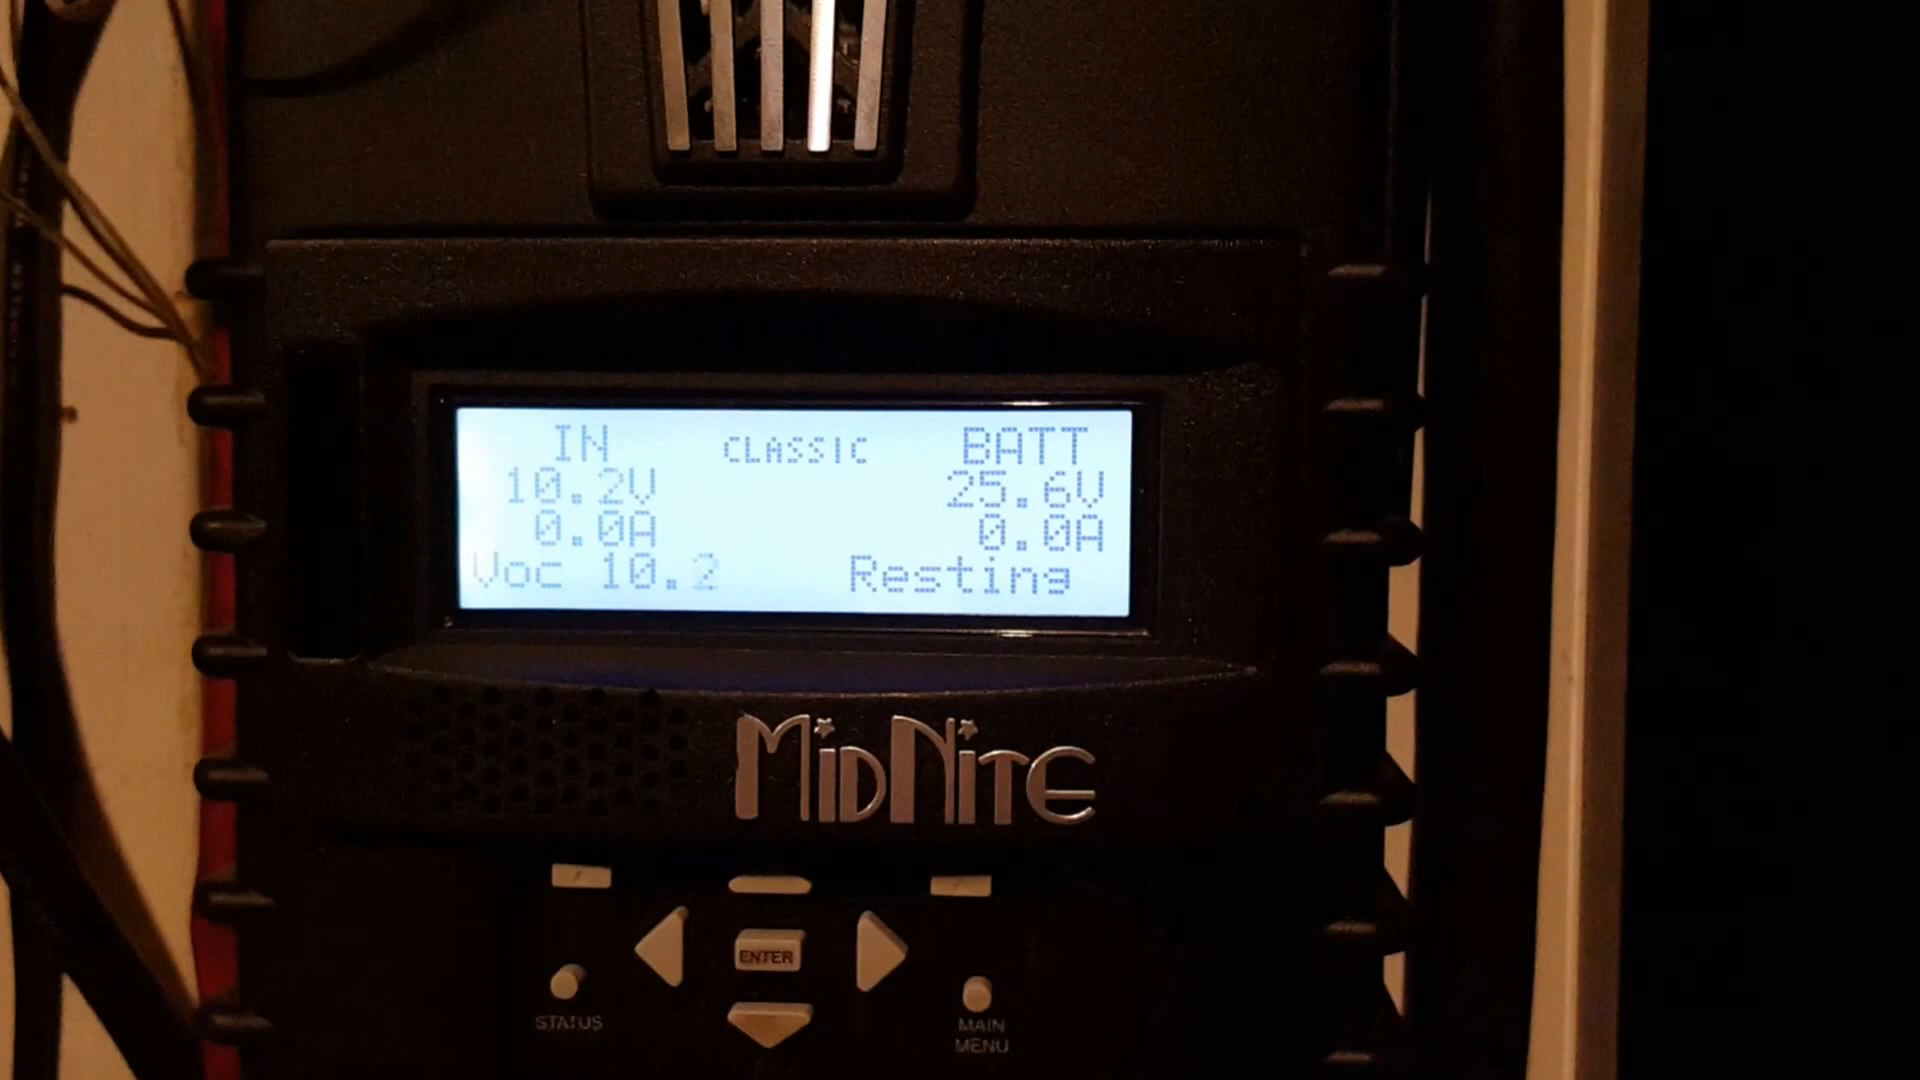 IN CLASSIC BATT
10.2V 25.6V
0.0A 0.0A
Voc 10.2 Resting
MIDNITE
ENTER
STATUS
MAIN
MENU